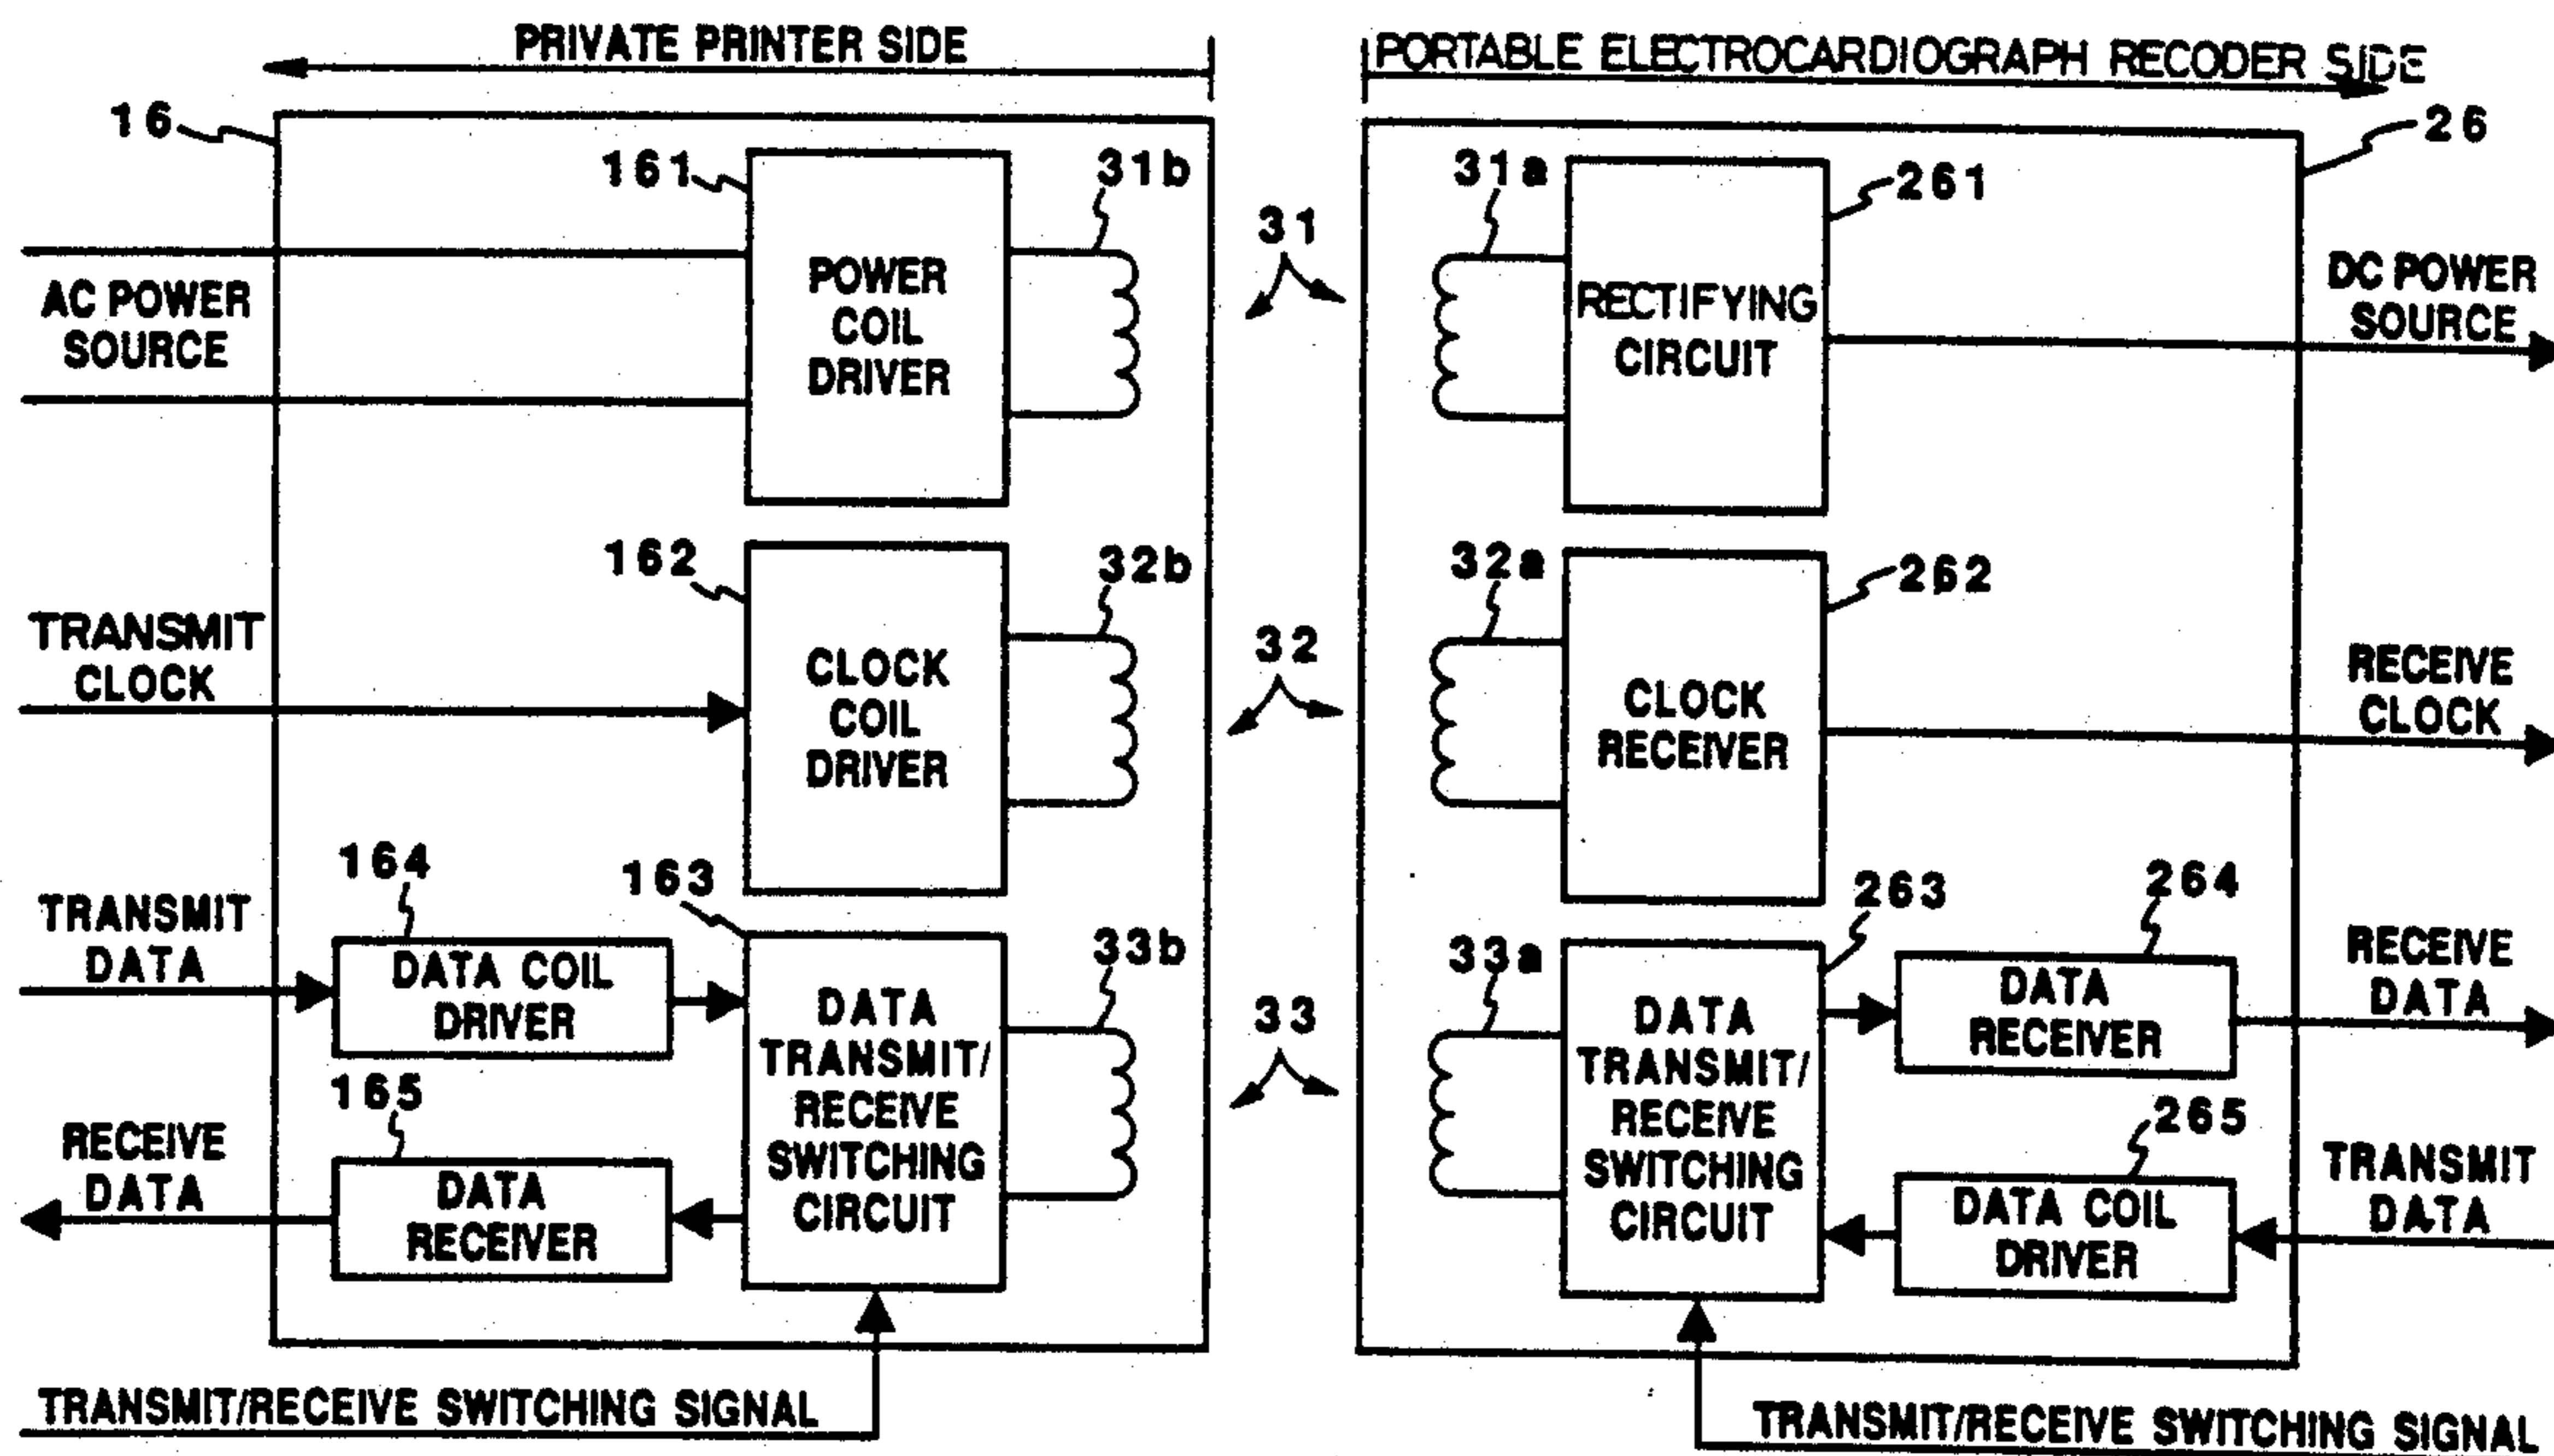 PRIVATE PRINTER SIDE
PORTABLE ELECTROCARDIOGRAPH RECODER SIDE
16
26
161
31b
31
31a
261
AC POWER
SOURCE
POWER
COIL
DRIVER
RECTIFYING
CIRCUIT
DC POWER
SOURCE
162
32b
32
32a
262
TRANSMIT
CLOCK
CLOCK
COIL
DRIVER
CLOCK
RECEIVER
RECEIVE
CLOCK
164
163
33b
33
33a
263
264
TRANSMIT
DATA
DATA COIL
DRIVER
DATA
TRANSMIT/
RECEIVE
SWITCHING
CIRCUIT
DATA
TRANSMIT/
RECEIVE
SWITCHING
CIRCUIT
DATA
RECEIVER
RECEIVE
DATA
165
265
RECEIVE
DATA
DATA
RECEIVER
DATA COIL
DRIVER
TRANSMIT
DATA
TRANSMIT/RECEIVE SWITCHING SIGNAL
TRANSMIT/RECEIVE SWITCHING SIGNAL